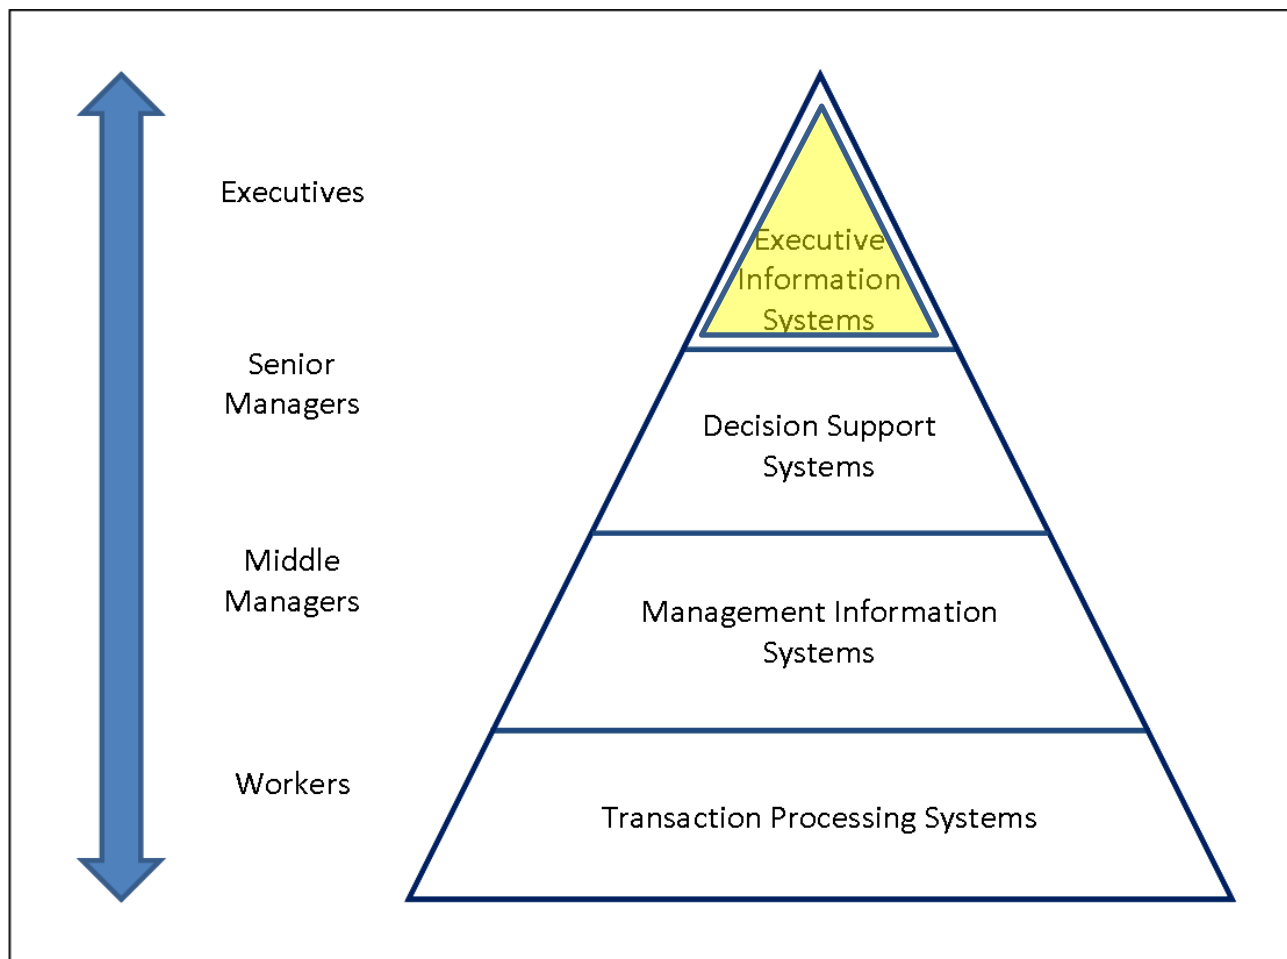 Executives
Executive
Information
Systems
Senior
Managers
Decision Support
Systems
Middle
Managers
Management Information
Systems
Workers
Transaction Processing Systems